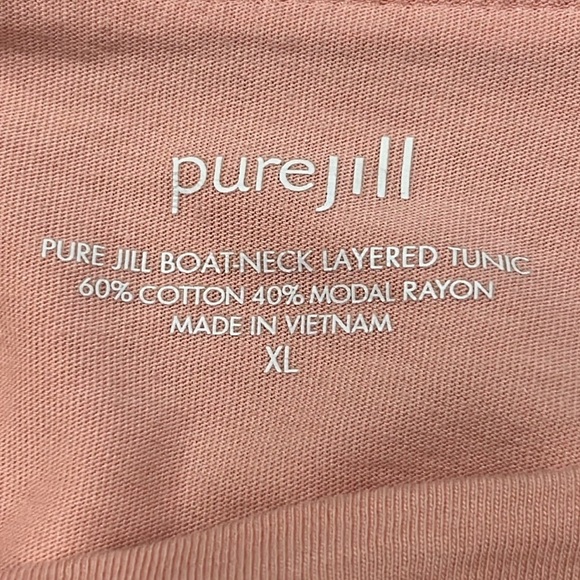 purejill
PURE JILL BOAT-NECK LAYERED TUNIC
60% COTTON 40% MODAL RAYON
MADE IN VIETNAM
XL